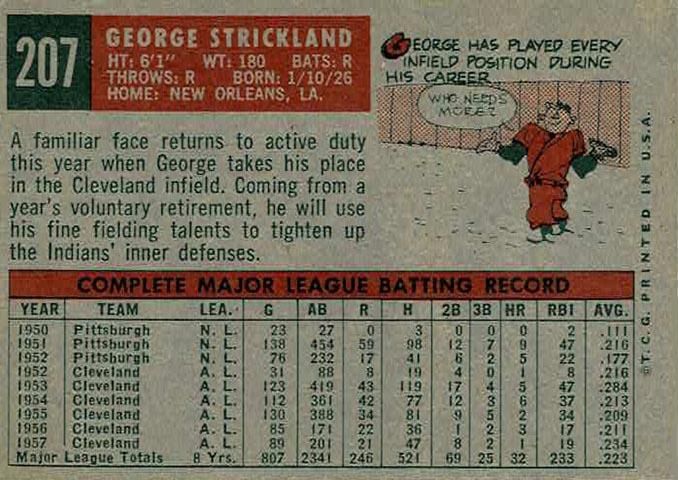 207
GEORGE STRICKLAND
HT: 6'1" WT: 180 BATS: R
THROWS: R BORN: 1/10/26
HOME: NEW ORLEANS, LA.
GEORGE HAS PLAYED EVERY
INFIELD POSITION DURING
HIS CAREER
WHO NEEDS
MORE?
A familiar face returns to active duty
this year when George takes his place
in the Cleveland infield. Coming from a
year's voluntary retirement, he will use
his fine fielding talents to tighten up
the Indians' inner defenses.
COMPLETE MAJOR LEAGUE BATTING RECORD
YEAR TEAM LEA. G AB R H 2B 3B HR RBI AVG.
1950 Pittsburgh N. L. 23 27 0 3 0 0 0 2 .111
1951 Pittsburgh N. L. 138 454 59 98 12 7 9 47 .216
1952 Pittsburgh N. L. 76 232 17 41 6 2 5 22 .177
1952 Cleveland A. L. 31 88 8 19 4 0 1 8 .216
1953 Cleveland A. L. 123 419 43 119 17 4 5 47 .284
1954 Cleveland A. L. 112 361 42 77 12 3 6 37 .213
1955 Cleveland A. L. 130 388 34 81 9 5 2 34 .209
1956 Cleveland A. L. 85 171 22 36 1 2 3 17 .211
1957 Cleveland A. L. 89 201 21 47 8 2 1 19 .234
Major League Totals 8 Yrs. 807 2341 246 521 69 25 32 233 .223
©T. C. G. PRINTED IN U.S.A.